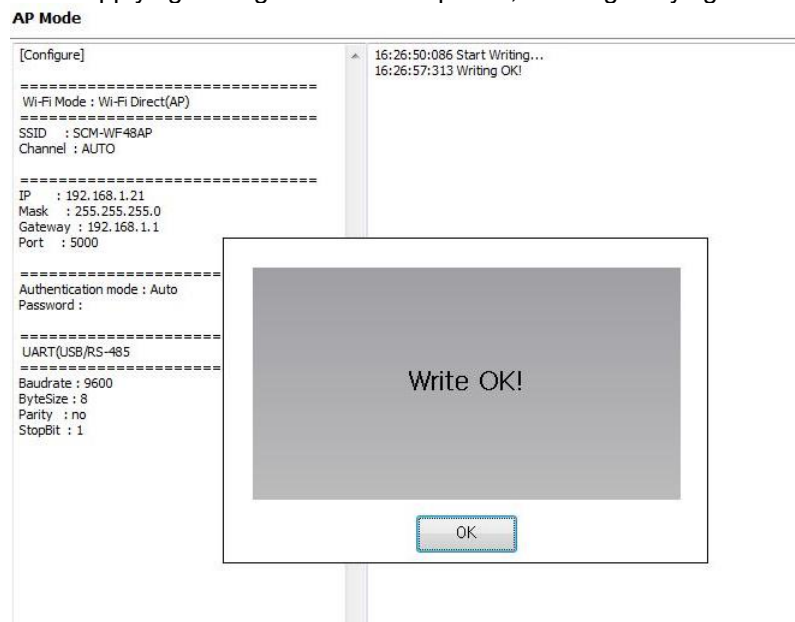 AP Mode
[Configure]
================================
Wi-Fi Mode : Wi-Fi Direct(AP)
================================
SSID : SCM-WF48AP
Channel : AUTO
================================
IP : 192.168.1.21
Mask : 255.255.255.0
Gateway : 192.168.1.1
Port : 5000
======================
Authentication mode : Auto
Password :
======================
UART(USB/RS-485
======================
Baudrate : 9600
ByteSize : 8
Parity : no
StopBit : 1
16:26:50:086 Start Writing...
16:26:57:313 Writing OK!
Write OK!
OK